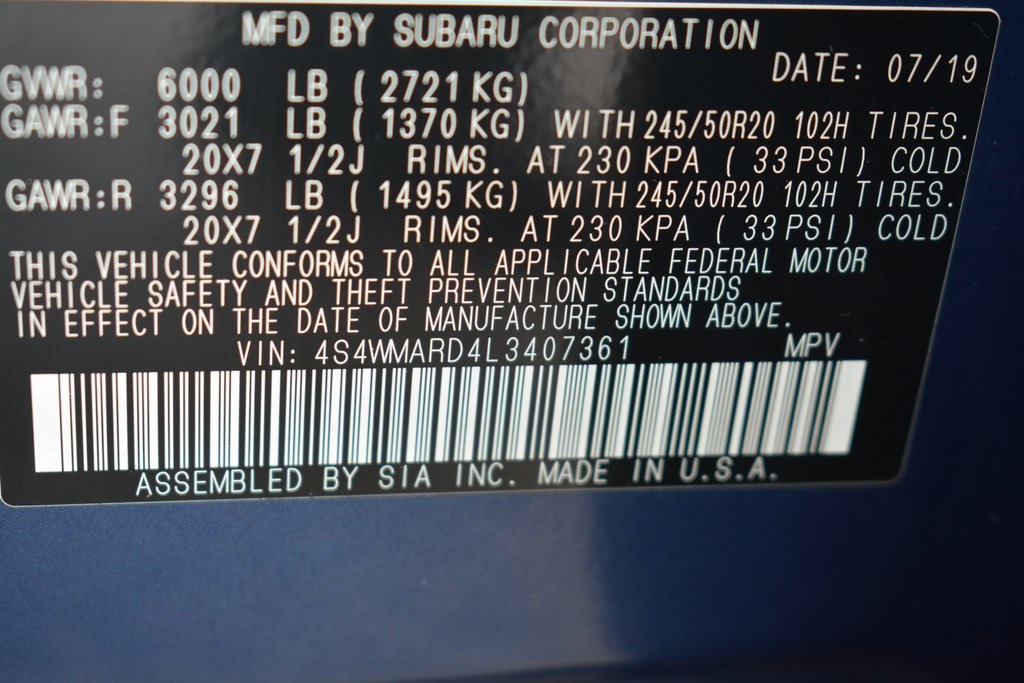 MFD BY SUBARU CORPORATION
DATE: 07/19
GVWR: 6000 LB ( 2721 KG)
GAWR:F 3021 LB ( 1370 KG) WITH 245/50R20 102H TIRES.
20X7 1/2J RIMS. AT 230 KPA ( 33 PSI) COLD
GAWR:R 3296 LB ( 1495 KG) WITH 245/50R20 102H TIRES.
20X7 1/2J RIMS. AT 230 KPA ( 33 PSI) COLD
THIS VEHICLE CONFORMS TO ALL APPLICABLE FEDERAL MOTOR
VEHICLE SAFETY AND THEFT PREVENTION STANDARDS
IN EFFECT ON THE DATE OF MANUFACTURE SHOWN ABOVE.
VIN: 4S4WMARD4L3407361 MPV
ASSEMBLED BY SIA INC. MADE IN U.S.A.